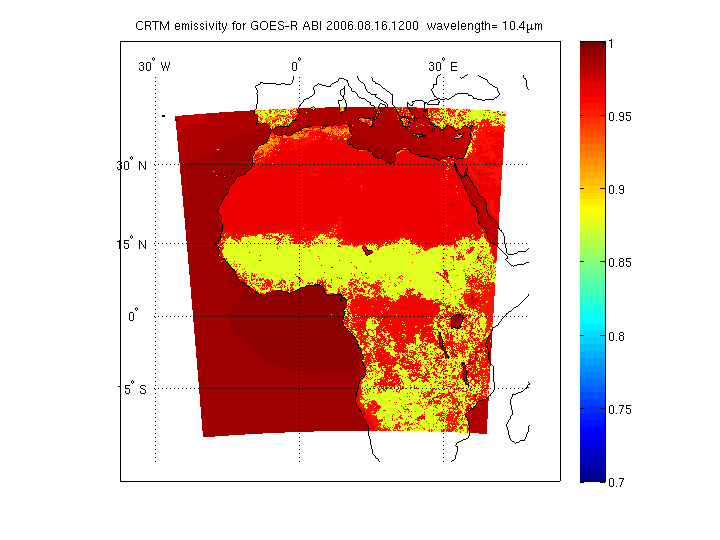 CRTM emissivity for GOES-R ABI 2006.08.16.1200 wavelength= 10.4μm
30° W
0°
30° E
30° N
15° N
0°
15° S
1
0.95
0.9
0.85
0.8
0.75
0.7